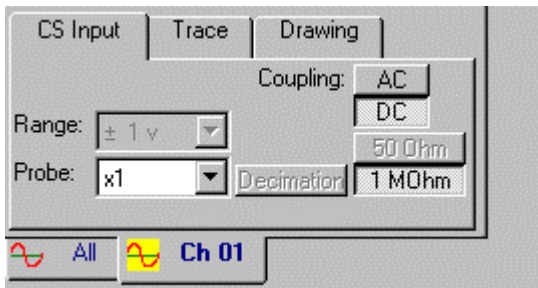 CS Input Trace Drawing
Coupling: AC
DC
Range: ± 1 v
50 Ohm
Probe: x1 Decimation 1 MOhm
All Ch 01